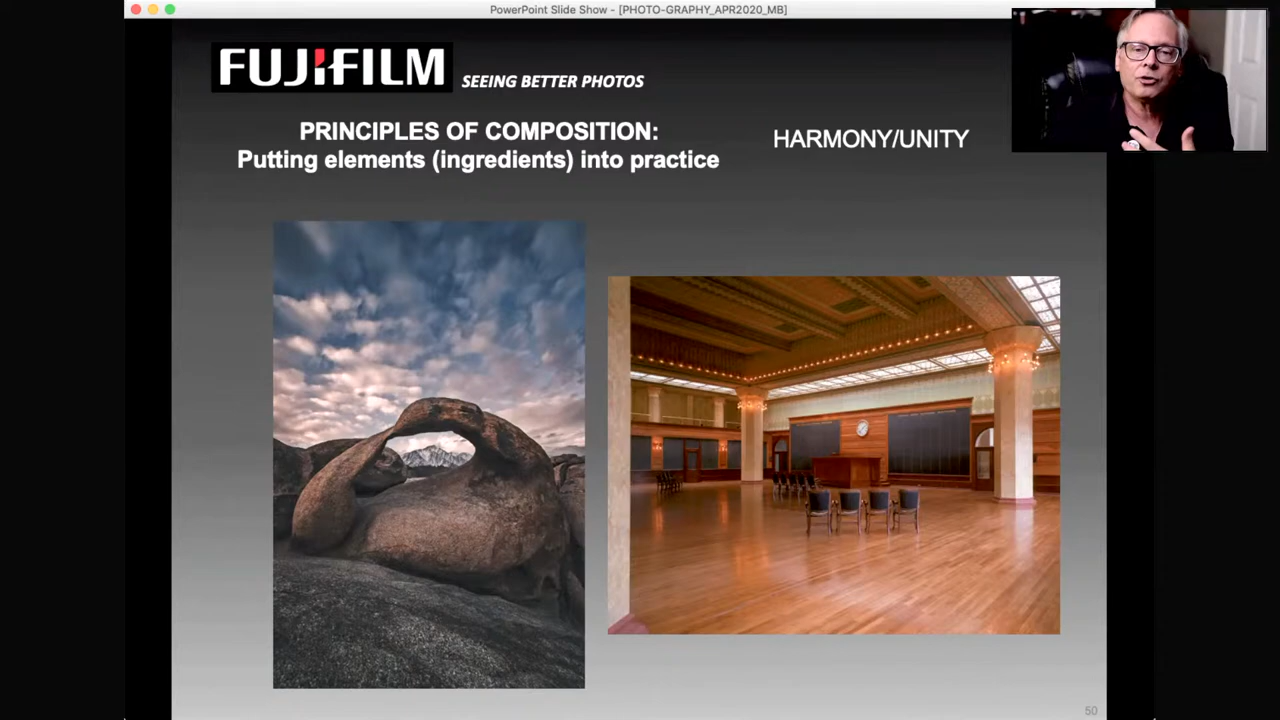 PowerPoint Slide Show - [PHOTO-GRAPHY_APR2020_MB]
FUJIFILM SEEING BETTER PHOTOS
PRINCIPLES OF COMPOSITION:
Putting elements (ingredients) into practice
HARMONY/UNITY
50